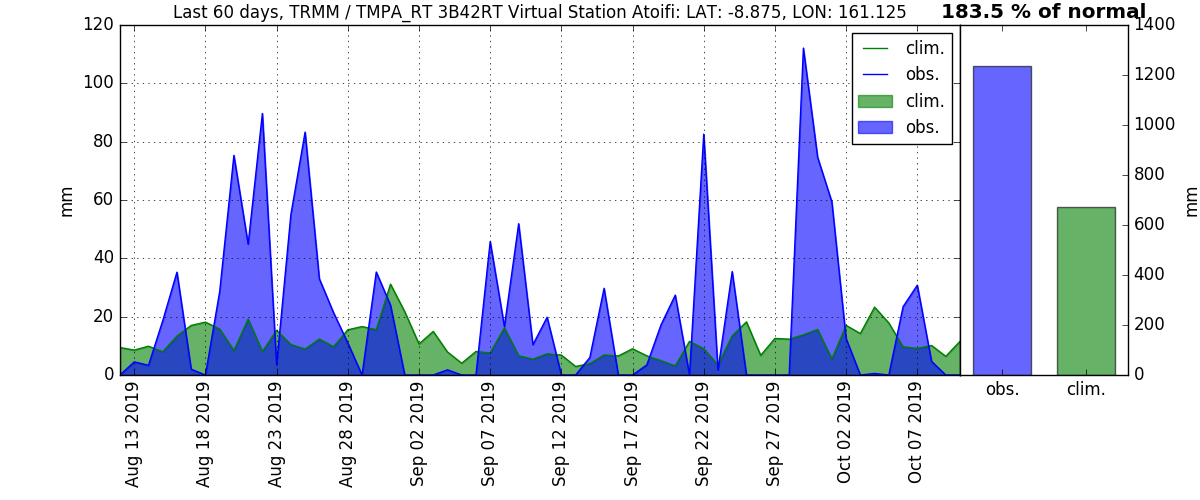 Last 60 days, TRMM / TMPA_RT 3B42RT Virtual Station Atoifi: LAT: -8.875, LON: 161.125
183.5 % of normal
120
100
80
60
40
20
0
mm
clim.
obs.
clim.
obs.
1400
1200
1000
800
600
400
200
0
mm
obs.
clim.
Aug 13 2019
Aug 18 2019
Aug 23 2019
Aug 28 2019
Sep 02 2019
Sep 07 2019
Sep 12 2019
Sep 17 2019
Sep 22 2019
Sep 27 2019
Oct 02 2019
Oct 07 2019